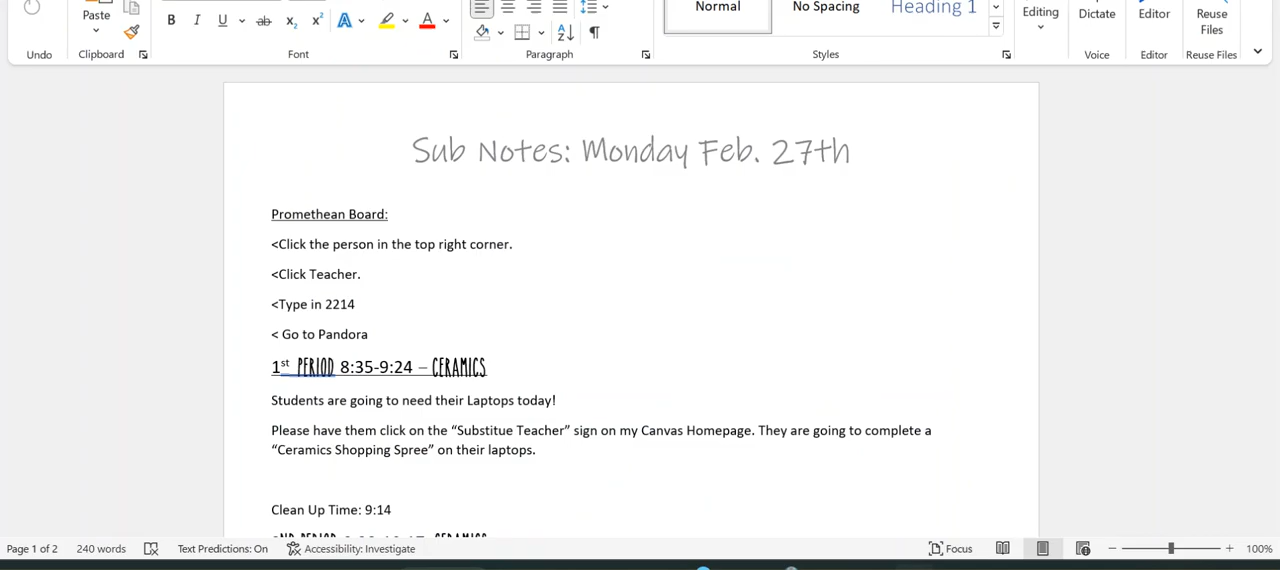 Normal No Spacing Heading 1
Paste B I U ab x₂ x² A A Editing Dictate Editor Reuse Files
Undo Clipboard Font Paragraph Styles Voice Editor Reuse Files
Sub Notes: Monday Feb. 27th
Promethean Board:
<Click the person in the top right corner.
<Click Teacher.
<Type in 2214
< Go to Pandora
1st PERIOD 8:35-9:24 – CERAMICS
Students are going to need their Laptops today!
Please have them click on the “Substitue Teacher” sign on my Canvas Homepage. They are going to complete a
“Ceramics Shopping Spree” on their laptops.
Clean Up Time: 9:14
Page 1 of 2 240 words Text Predictions: On Accessibility: Investigate Focus 100%